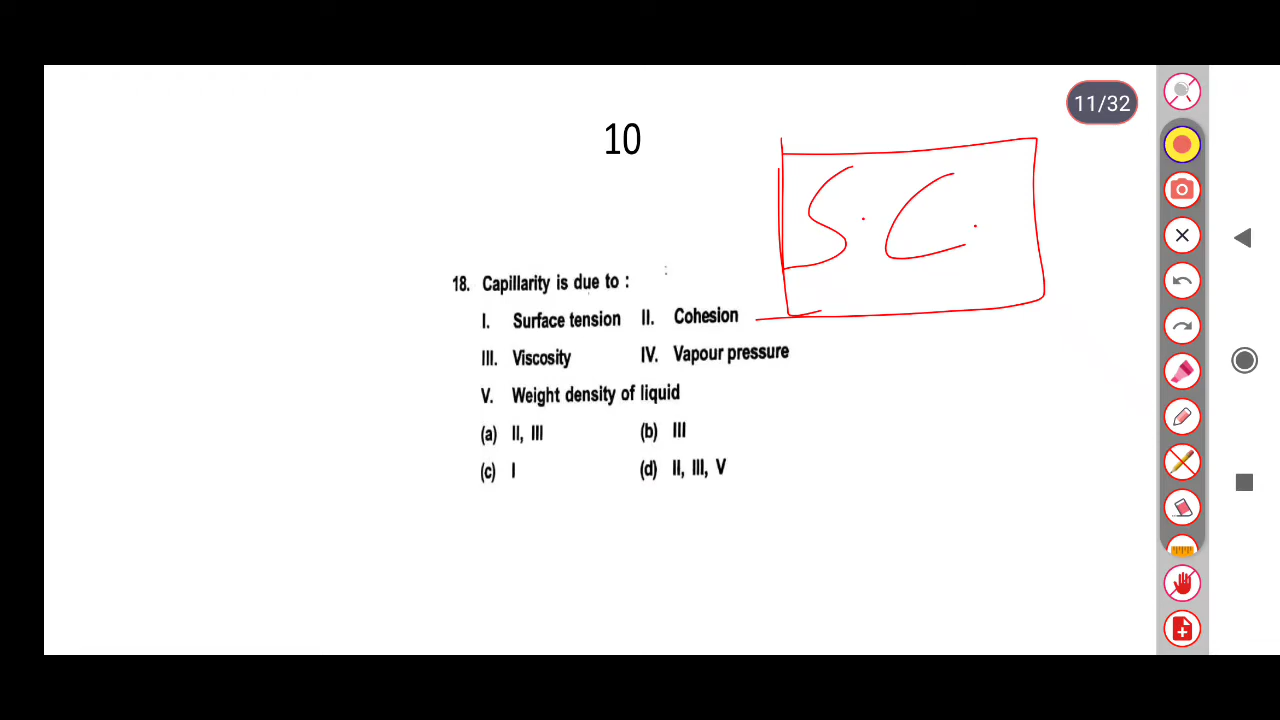 11/32
10
S.C.
18. Capillarity is due to :
I. Surface tension II. Cohesion
III. Viscosity IV. Vapour pressure
V. Weight density of liquid
(a) II, III (b) III
(c) I (d) II, III, V